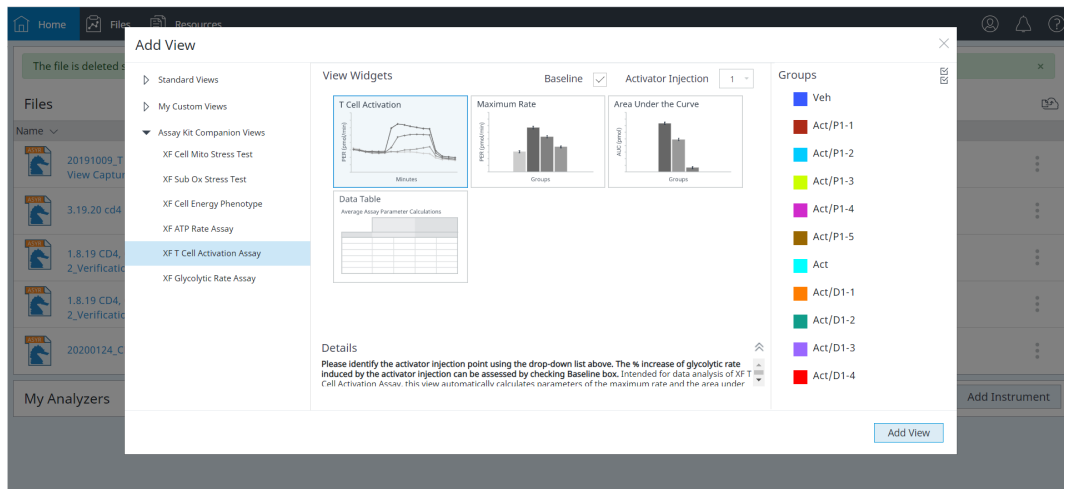 Home
Files
Resources
The file is deleted s
Files
Name
20191009_T
View Captur
3.19.20 cd4
1.8.19 CD4,
2_Verificatio
1.8.19 CD4,
2_Verificatio
20200124_C
My Analyzers
Add Instrument
Add View
Standard Views
My Custom Views
Assay Kit Companion Views
XF Cell Mito Stress Test
XF Sub Ox Stress Test
XF Cell Energy Phenotype
XF ATP Rate Assay
XF T Cell Activation Assay
XF Glycolytic Rate Assay
View Widgets
Baseline
Activator Injection
1
T Cell Activation
PER (pmol/min)
Minutes
Maximum Rate
PER (pmol/min)
Groups
Area Under the Curve
AUC (pmol)
Groups
Data Table
Average Assay Parameter Calculations
Details
Please identify the activator injection point using the drop-down list above. The % increase of glycolytic rate
induced by the activator injection can be assessed by checking Baseline box. Intended for data analysis of XF T
Cell Activation Assay, this view automatically calculates parameters of the maximum rate and the area under
Groups
Veh
Act/P1-1
Act/P1-2
Act/P1-3
Act/P1-4
Act/P1-5
Act
Act/D1-1
Act/D1-2
Act/D1-3
Act/D1-4
Add View